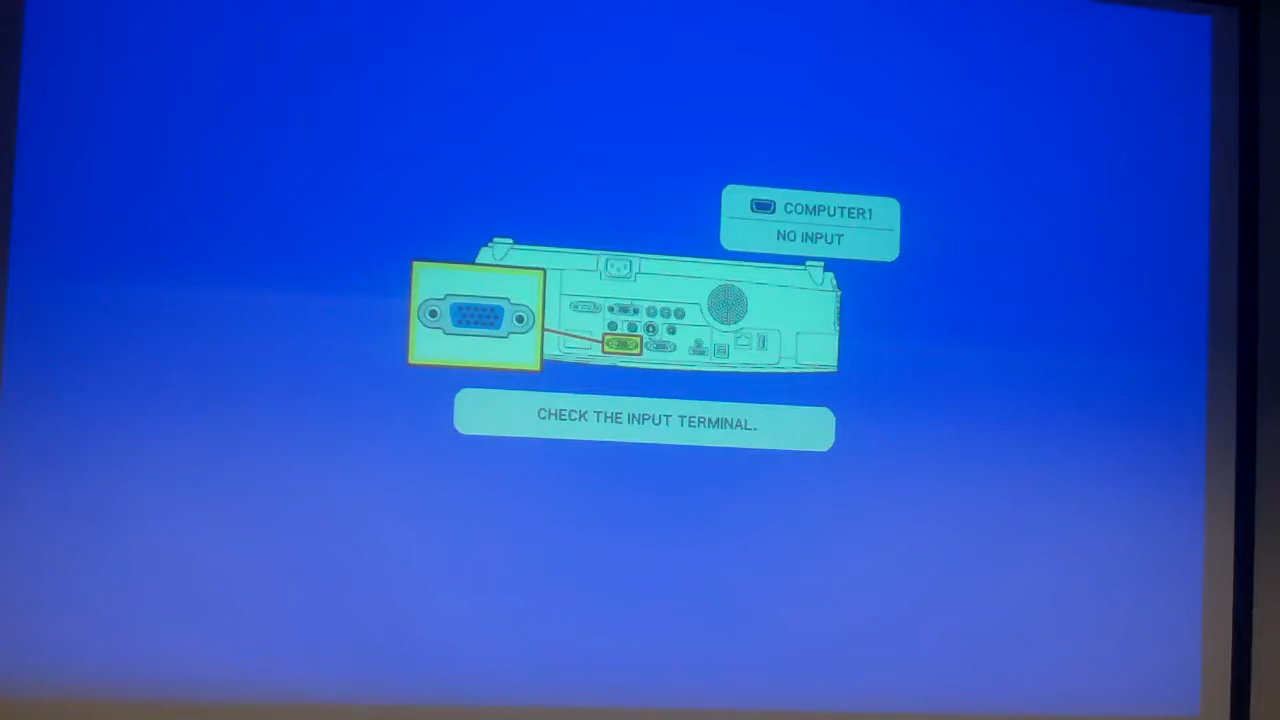 COMPUTER1
NO INPUT
CHECK THE INPUT TERMINAL.